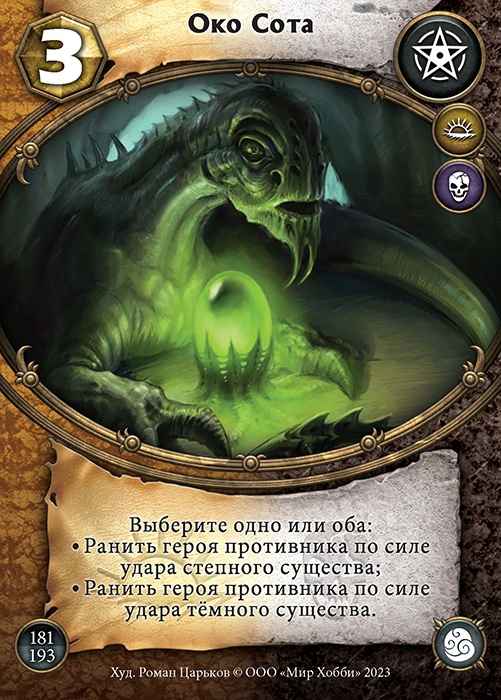 3
Око Сота
Выберите одно или оба:
• Ранить героя противника по силе
удара степного существа;
• Ранить героя противника по силе
удара тёмного существа.
181
193
Худ. Роман Царьков © ООО «Мир Хобби» 2023